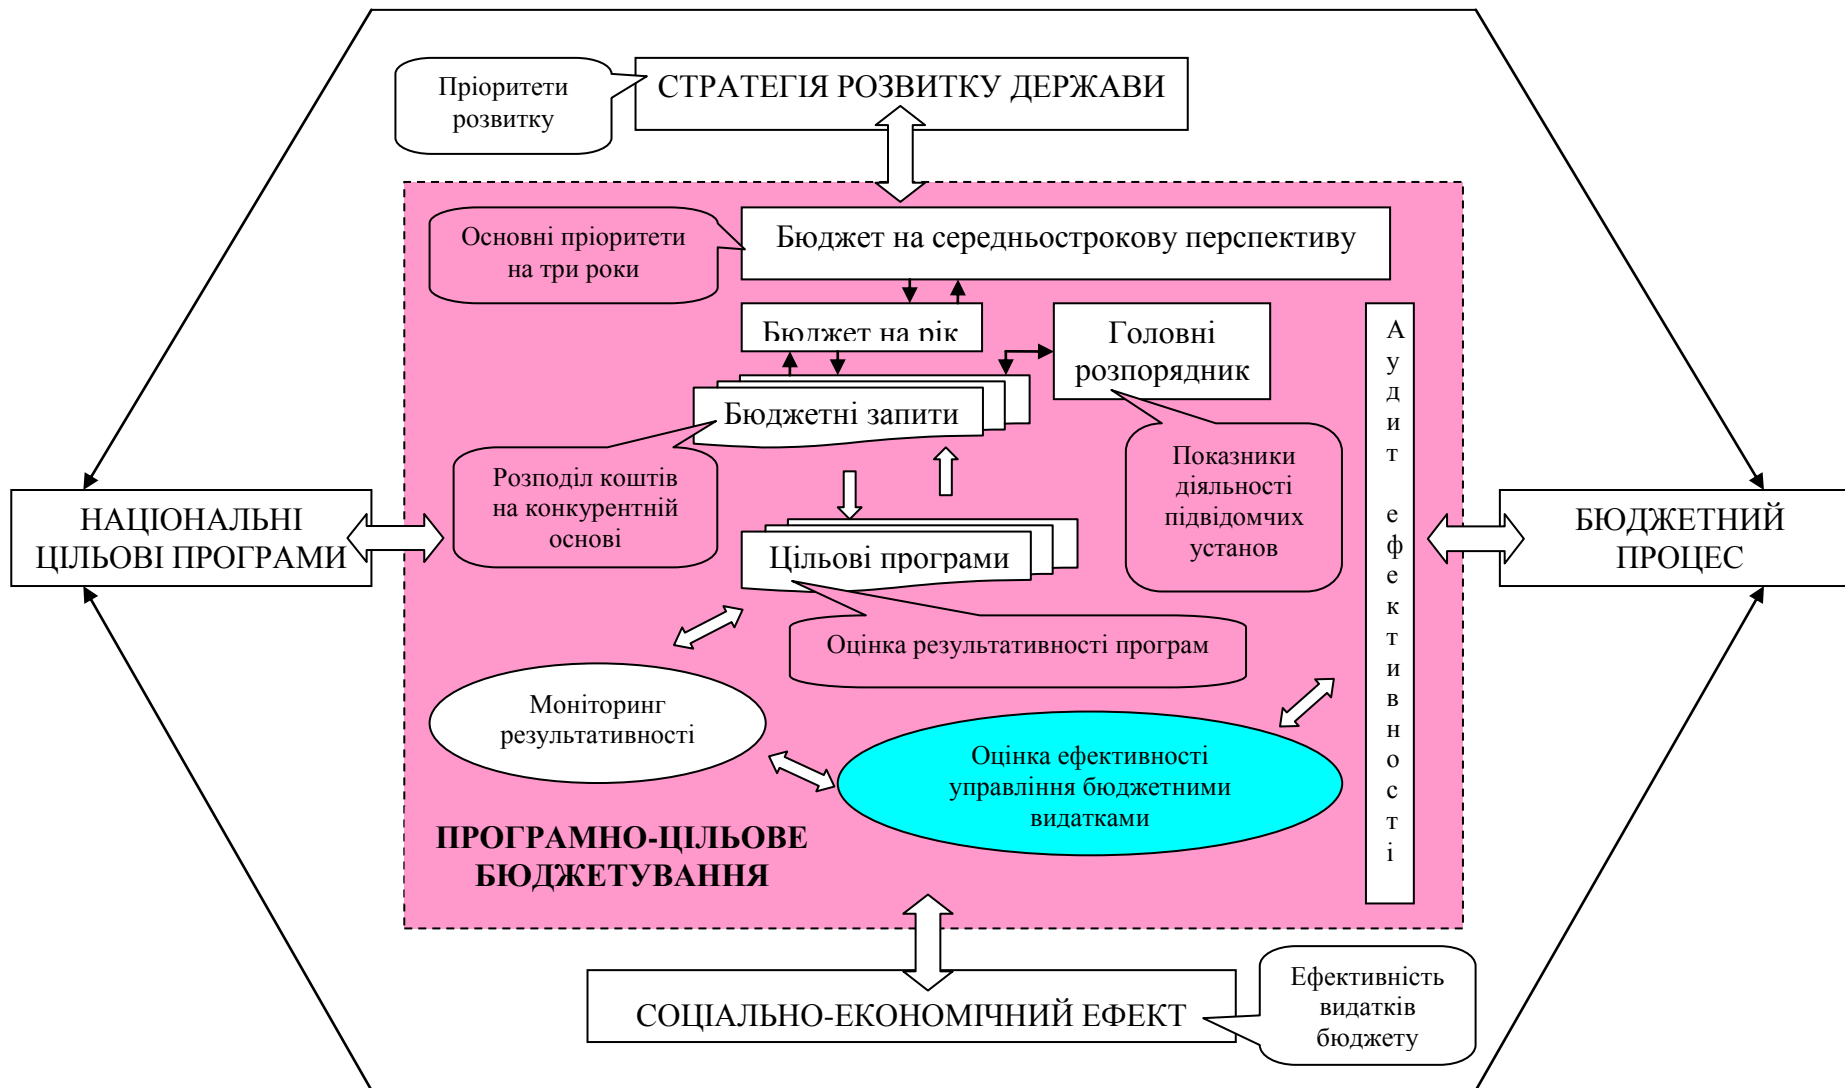 Пріоритети
розвитку
СТРАТЕГІЯ РОЗВИТКУ ДЕРЖАВИ
Основні пріоритети
на три роки
Бюджет на середньострокову перспективу
Бюджет на рік
Головні
розпорядник
Бюджетні запити
Розподіл коштів
на конкурентній
основі
Показники
діяльності
підвідомчих
установ
Аудит ефективності
НАЦІОНАЛЬНІ
ЦІЛЬОВІ ПРОГРАМИ
БЮДЖЕТНИЙ
ПРОЦЕС
Цільові програми
Оцінка результативності програм
Моніторинг
результативності
Оцінка ефективності
управління бюджетними
видатками
ПРОГРАМНО-ЦІЛЬОВЕ
БЮДЖЕТУВАННЯ
СОЦІАЛЬНО-ЕКОНОМІЧНИЙ ЕФЕКТ
Ефективність
видатків
бюджету